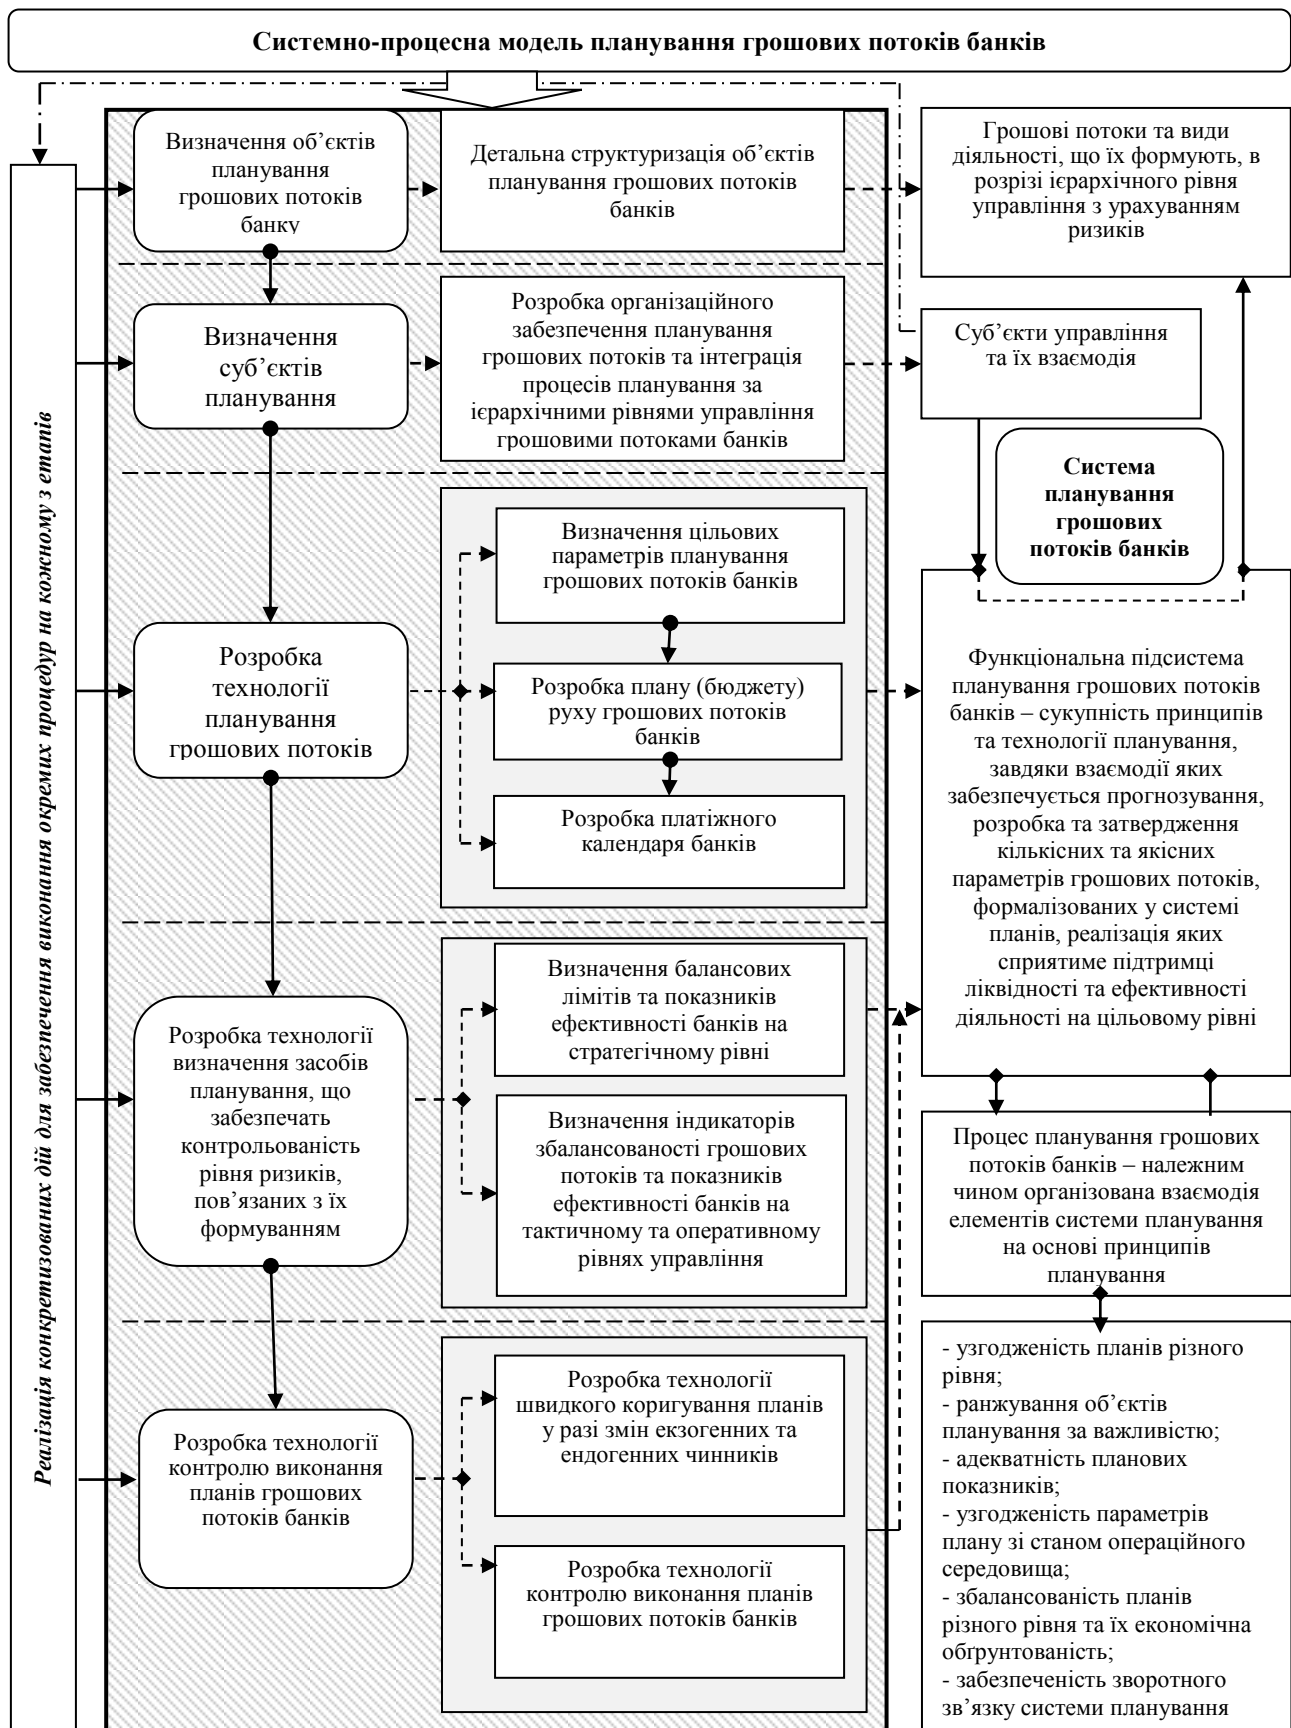 Системно-процесна модель планування грошових потоків банків
Реалізація конкретизованих дій для забезпечення виконання окремих процедур на кожному з етапів
Визначення об’єктів
планування
грошових потоків
банку
Детальна структуризація об’єктів
планування грошових потоків
банків
Грошові потоки та види
діяльності, що їх формують, в
розрізі ієрархічного рівня
управління з урахуванням
ризиків
Визначення
суб’єктів
планування
Розробка організаційного
забезпечення планування
грошових потоків та інтеграція
процесів планування за
ієрархічними рівнями управління
грошовими потоками банків
Суб’єкти управління
та їх взаємодія
Система
планування
грошових
потоків банків
Розробка
технології
планування
грошових потоків
Визначення цільових
параметрів планування
грошових потоків банків
Розробка плану (бюджету)
руху грошових потоків
банків
Розробка платіжного
календаря банків
Функціональна підсистема
планування грошових потоків
банків – сукупність принципів
та технології планування,
завдяки взаємодії яких
забезпечується прогнозування,
розробка та затвердження
кількісних та якісних
параметрів грошових потоків,
формалізованих у системі
планів, реалізація яких
сприятиме підтримці
ліквідності та ефективності
діяльності на цільовому рівні
Розробка технології
визначення засобів
планування, що
забезпечать
контрольованість
рівня ризиків,
пов’язаних з їх
формуванням
Визначення балансових
лімітів та показників
ефективності банків на
стратегічному рівні
Визначення індикаторів
збалансованості грошових
потоків та показників
ефективності банків на
тактичному та оперативному
рівнях управління
Процес планування грошових
потоків банків – належним
чином організована взаємодія
елементів системи планування
на основі принципів
планування
Розробка технології
контролю виконання
планів грошових
потоків банків
Розробка технології
швидкого коригування планів
у разі змін екзогенних та
ендогенних чинників
Розробка технології
контролю виконання планів
грошових потоків банків
- узгодженість планів різного
рівня;
- ранжування об’єктів
планування за важливістю;
- адекватність планових
показників;
- узгодженість параметрів
плану зі станом операційного
середовища;
- збалансованість планів
різного рівня та їх економічна
обґрунтованість;
- забезпеченість зворотного
зв’язку системи планування